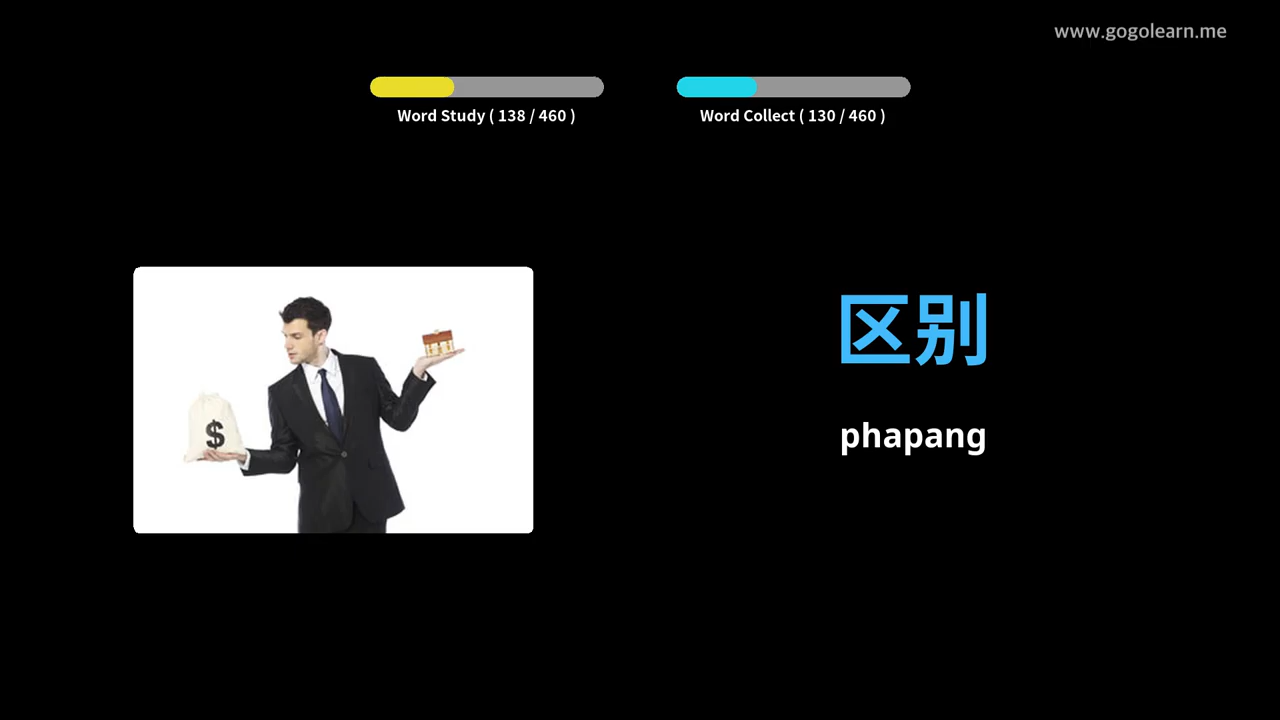 www.gogolearn.me
Word Study ( 138 / 460 )
Word Collect ( 130 / 460 )
$
区别
phapang